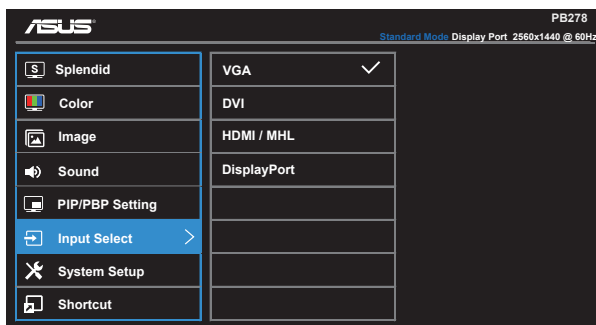 ASUS
PB278
Standard Mode Display Port 2560x1440 @ 60Hz
S Splendid
Color
Image
Sound
PIP/PBP Setting
Input Select
System Setup
Shortcut
VGA
DVI
HDMI / MHL
DisplayPort